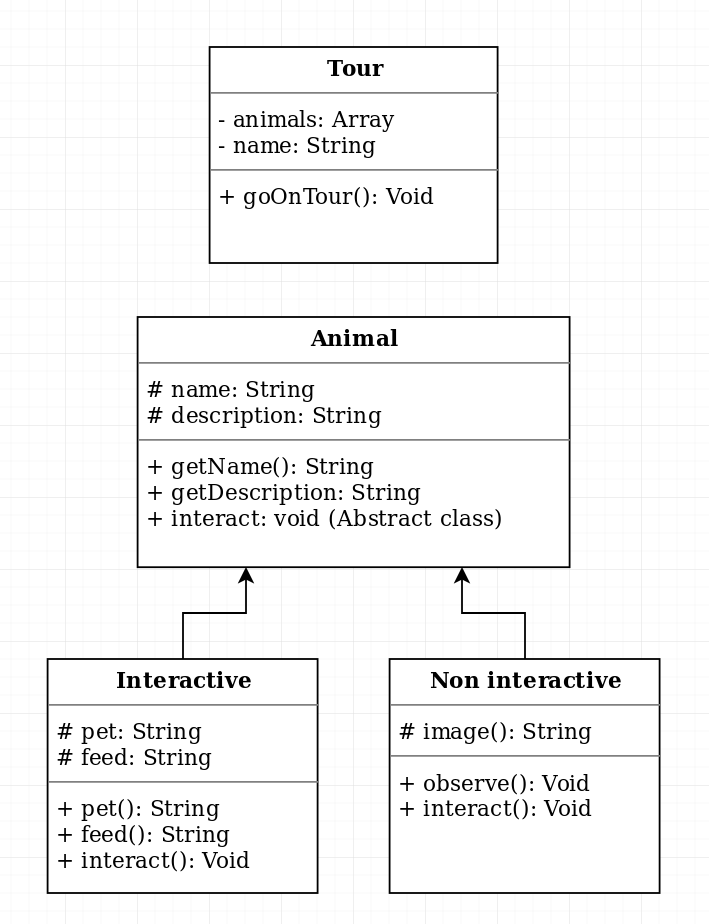 Tour
- animals: Array
- name: String
+ goOnTour(): Void
Animal
# name: String
# description: String
+ getName(): String
+ getDescription: String
+ interact: void (Abstract class)
Interactive
# pet: String
# feed: String
+ pet(): String
+ feed(): String
+ interact(): Void
Non interactive
# image(): String
+ observe(): Void
+ interact(): Void